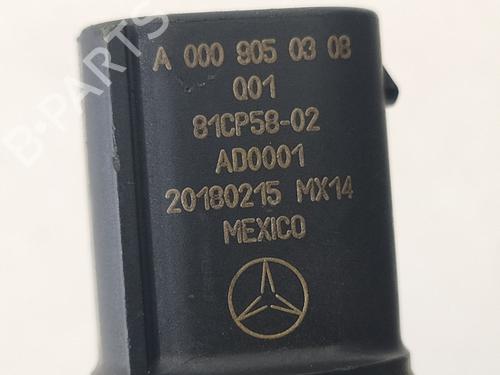 A 000 905 03 08
Q01
81CP58-02
AD0001
20180215 MX14
MEXICO
B-PARTS